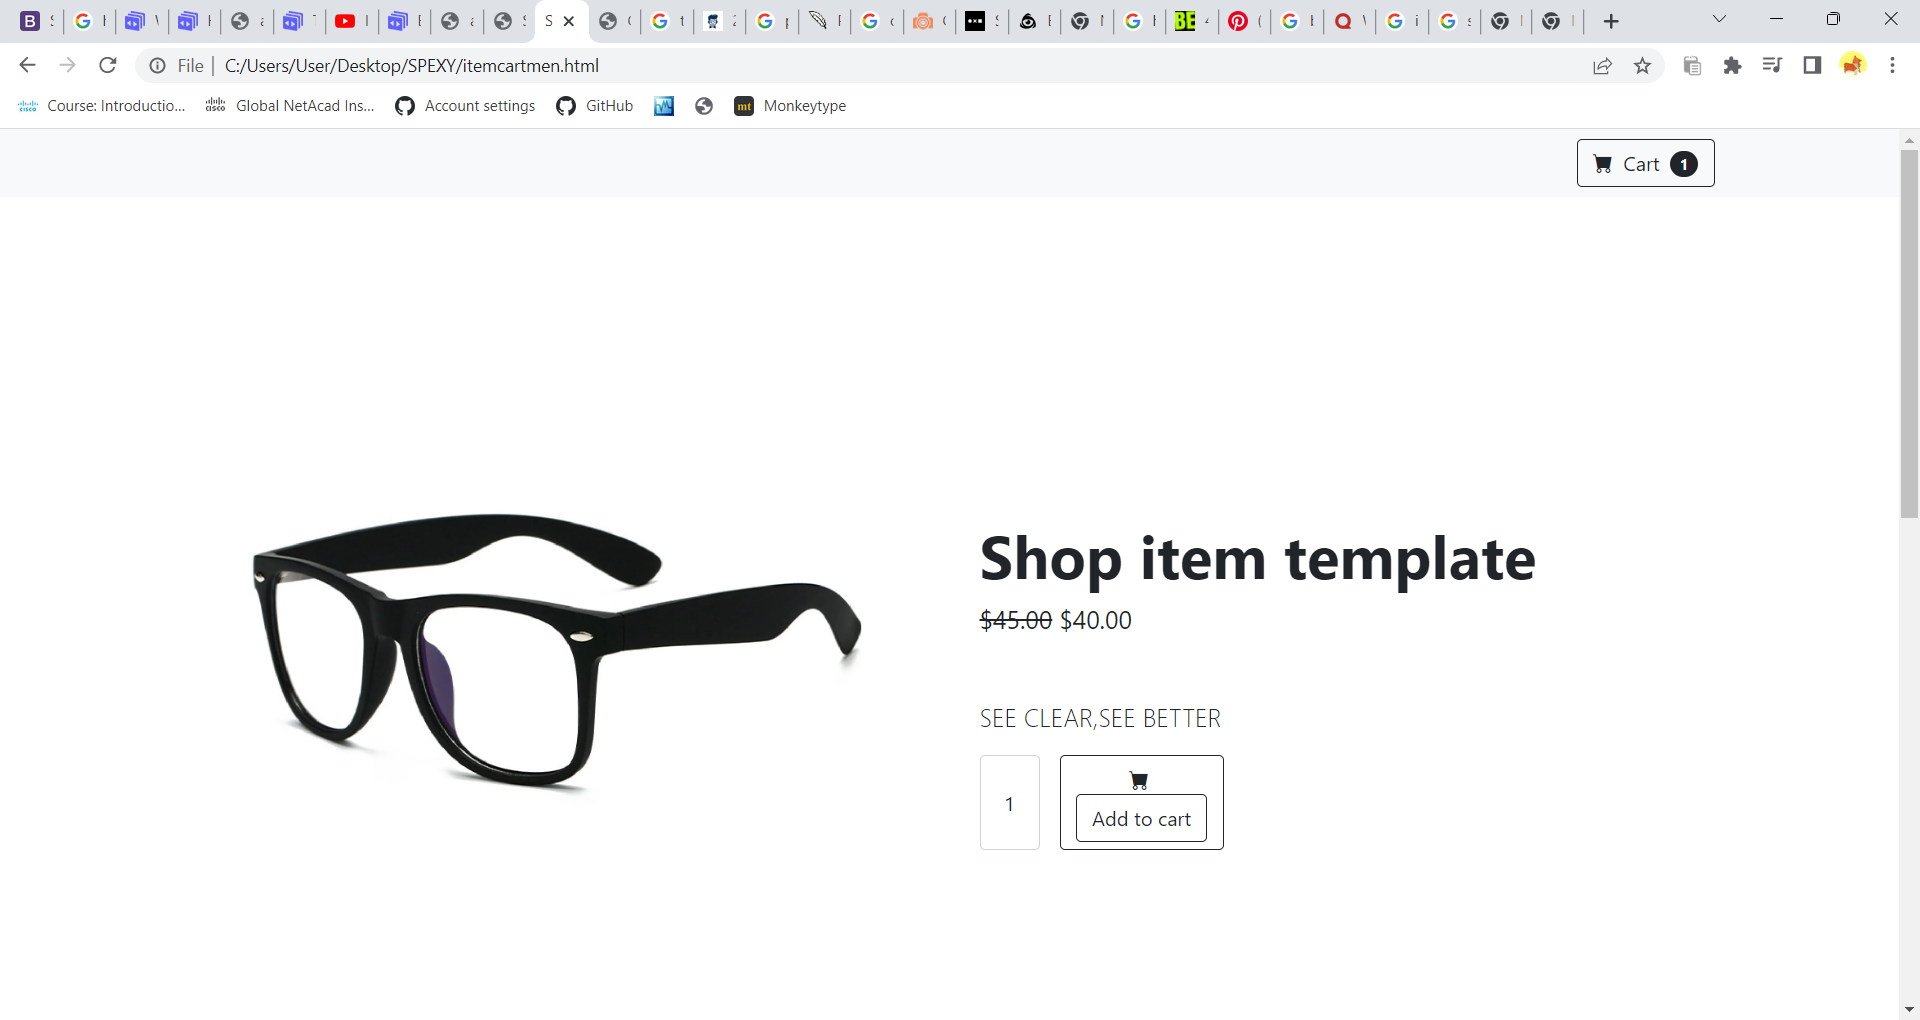 File C:/Users/User/Desktop/SPEXY/itemcartmen.html
Course: Introductio... Global NetAcad Ins... Account settings GitHub mt Monkeytype
Cart 1
Shop item template
$45.00 $40.00
SEE CLEAR,SEE BETTER
1
Add to cart